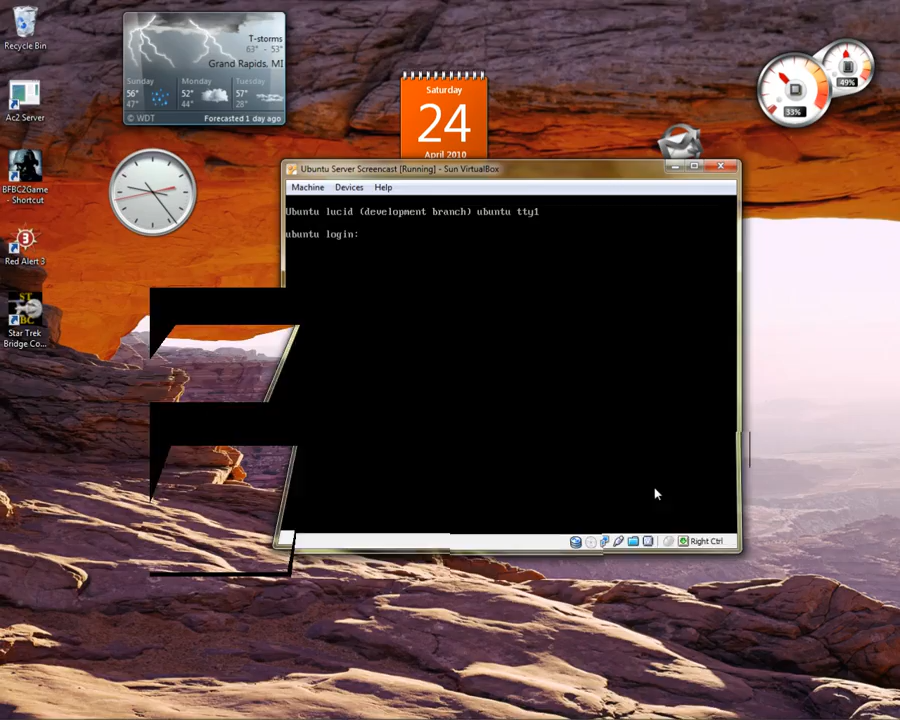 Recycle Bin
Ac2 Server
BFBC2Game
- Shortcut
3
Red Alert 3
ST
BC
Star Trek
Bridge Co...
T-storms
63° - 53°
Grand Rapids, MI
Sunday Monday Tuesday
56° 52° 57°
47° 44° 28°
© WDT Forecasted 1 day ago
Saturday
24
April 2010
33%
49%
Ubuntu Server Screencast [Running] - Sun VirtualBox
Machine Devices Help
Ubuntu lucid (development branch) ubuntu tty1
ubuntu login:
Right Ctrl